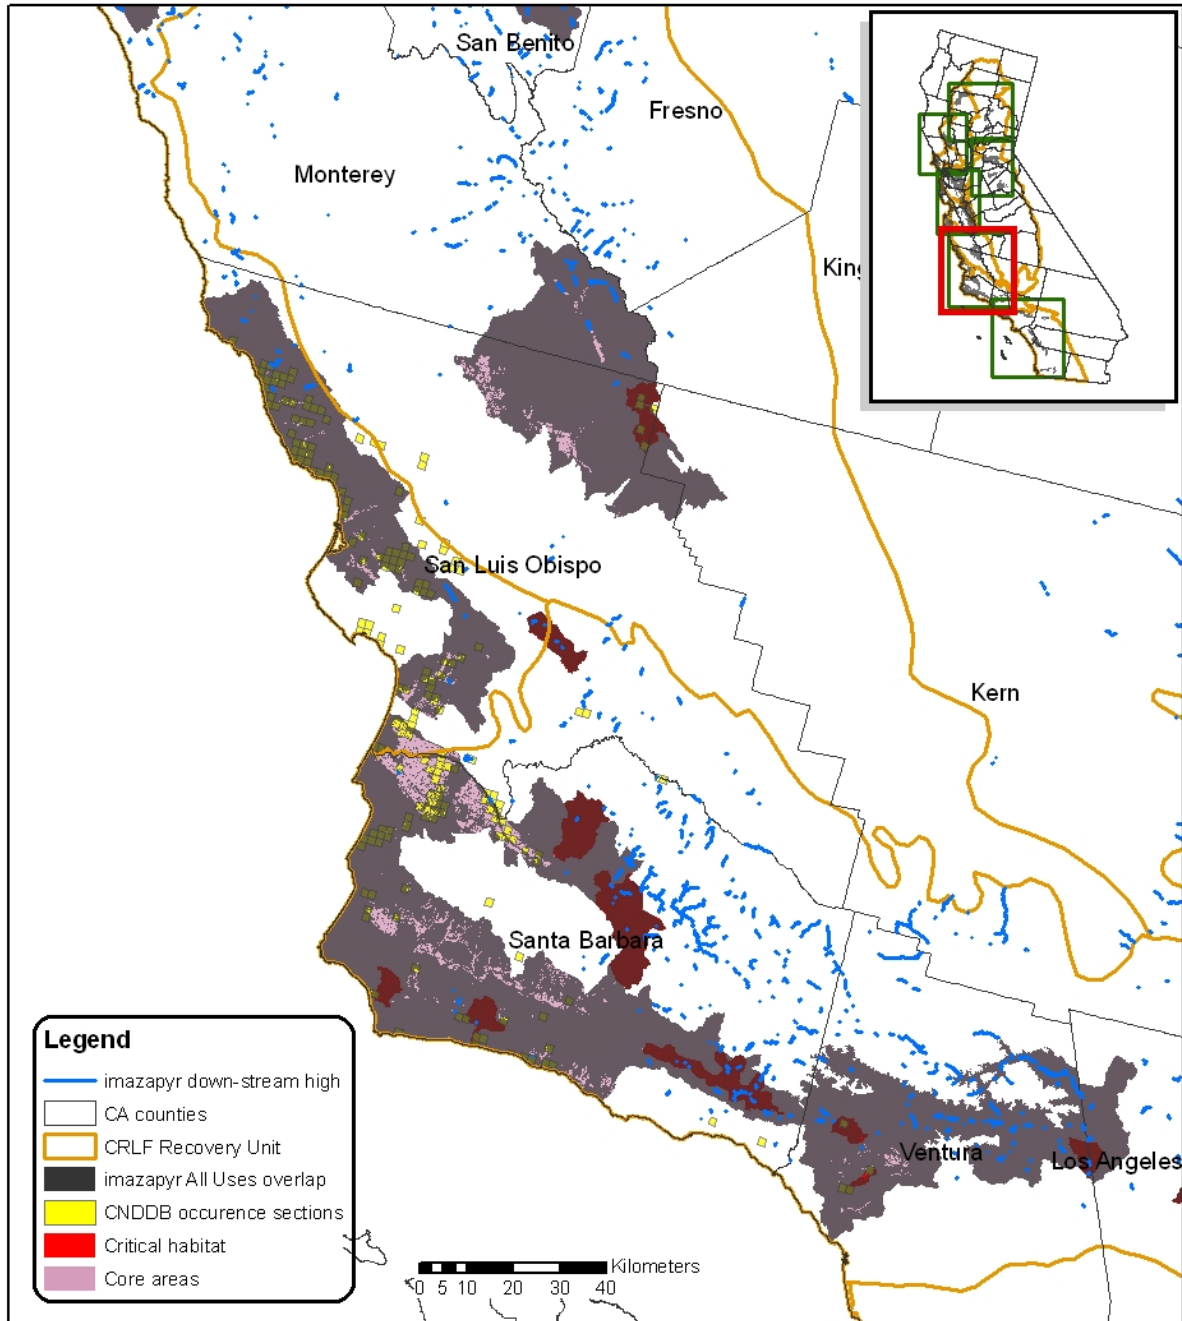 San Benito
Fresno
Monterey
King
San Luis Obispo
Kern
Santa Barbara
Ventura
Los Angeles
Legend
imazapyr down-stream high
CA counties
CRLF Recovery Unit
imazapyr All Uses overlap
CNDDB occurence sections
Critical habitat
Core areas
Kilometers
0 5 10 20 30 40